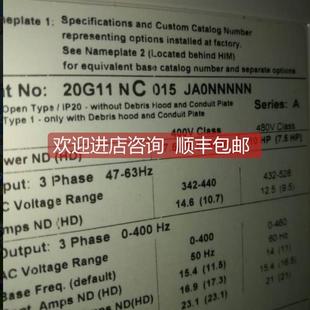 ameplate 1: Specifications and Custom Catalog Number
representing options installed at factory.
See Nameplate 2 (Located behind HIM)
for equivalent base catalog number and separate options
t No: 20G11 NC 015 JA0NNNNN
Open Type / IP20 - without Debris Hood and Conduit Plate
Series: A
Type 1 - only with Debris hood and Conduit Plate
400V Class 480V Class
欢迎进店咨询 顺丰包邮
ower ND (HD) HP (7.5 HP)
put: 3 Phase 47-63Hz
C Voltage Range 342-440 432-528
mps ND (HD) 14.6 (10.7) 12.5 (9.5)
Output: 3 Phase 0-400 Hz
AC Voltage Range 0-400 0-460
Base Freq. (default) 50 Hz 60 Hz
Amps ND (HD) 15.4 (11.5) 14 (11)
16.9 (17.3) 15.4 (16.5)
23.1 (23.1) 21 (21)